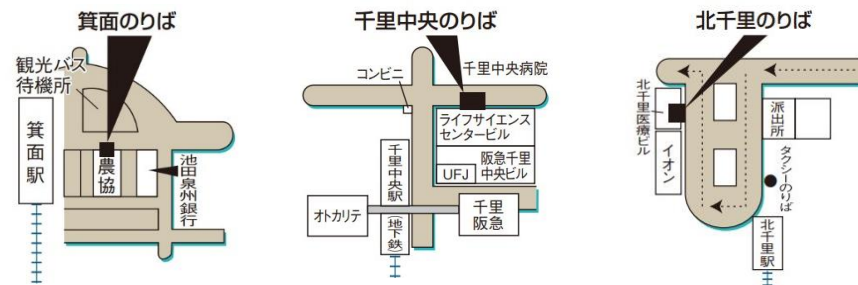 箕面のりば
観光バス
待機所
箕面駅
農協
池田泉州銀行
千里中央のりば
コンビニ
千里中央病院
ライフサイエンス
センタービル
千里中央駅
(地下鉄)
阪急千里
中央ビル
UFJ
オトカリテ
千里
阪急
北千里のりば
北千里医療ビル
イオン
派出所
タクシーのりば
北千里駅